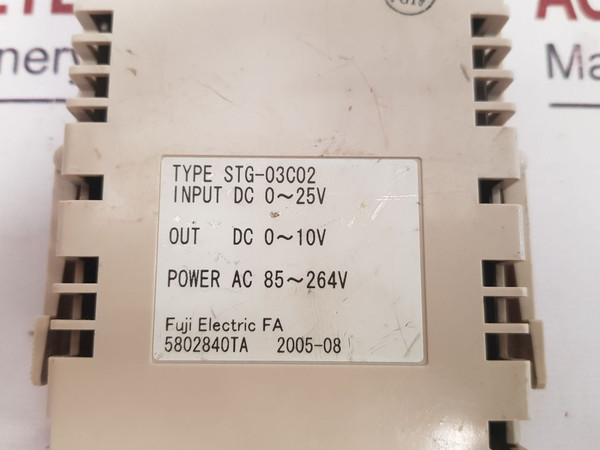 TYPE STG-03C02
INPUT DC 0~25V
OUT DC 0~10V
POWER AC 85~264V
Fuji Electric FA
5802840TA 2005-08